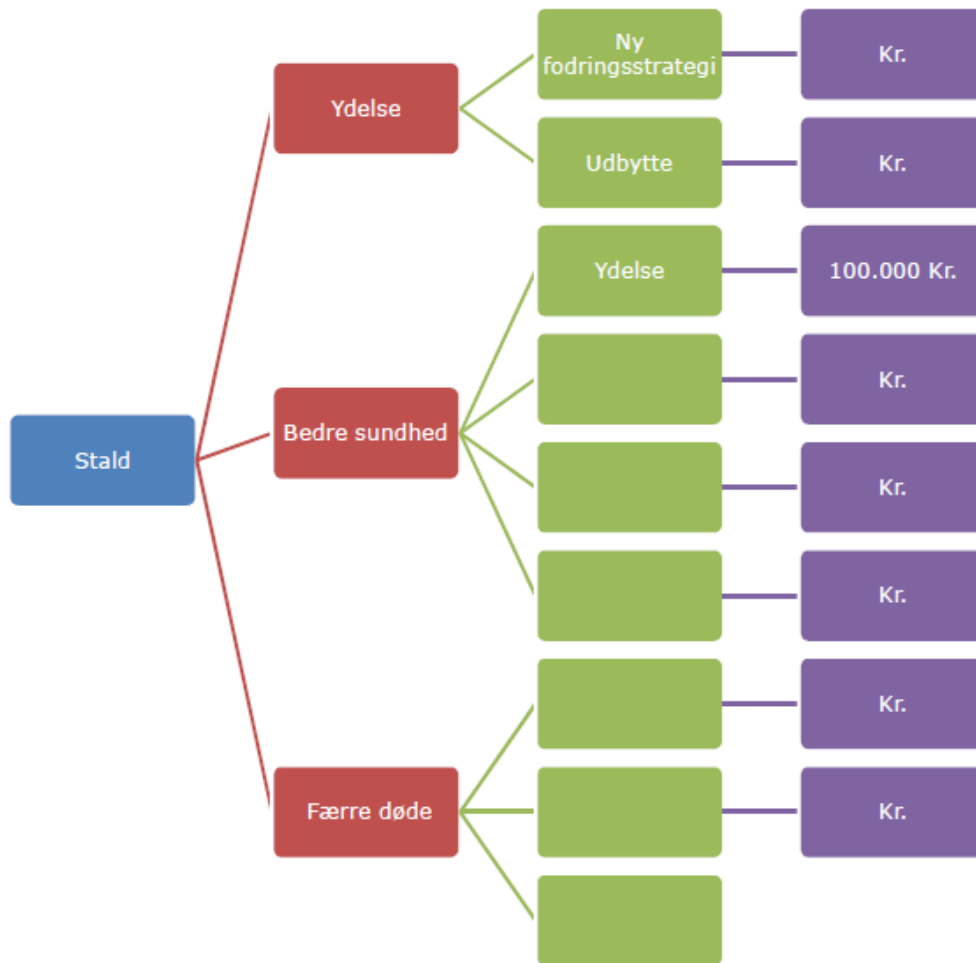 Ny
fodringsstrategi
Kr.
Ydelse
Udbytte
Kr.
Ydelse
100.000 Kr.
Kr.
Stald
Bedre sundhed
Kr.
Kr.
Kr.
Færre døde
Kr.